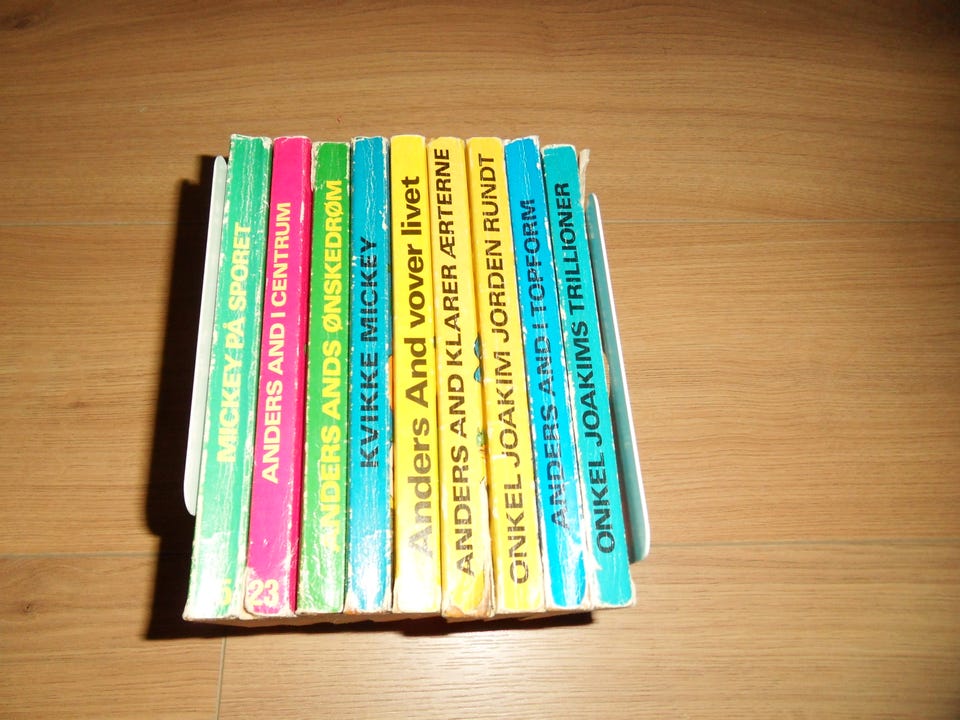 MICKEY PÅ SPORET
5
ANDERS AND I CENTRUM
23
ANDERS ANDS ØNSKEDRØM
KVIKKE MICKEY
Anders And vover livet
ANDERS AND KLARER ÆRTERNE
ONKEL JOAKIM JORDEN RUNDT
ANDERS AND I TOPFORM
ONKEL JOAKIMS TRILLIONER